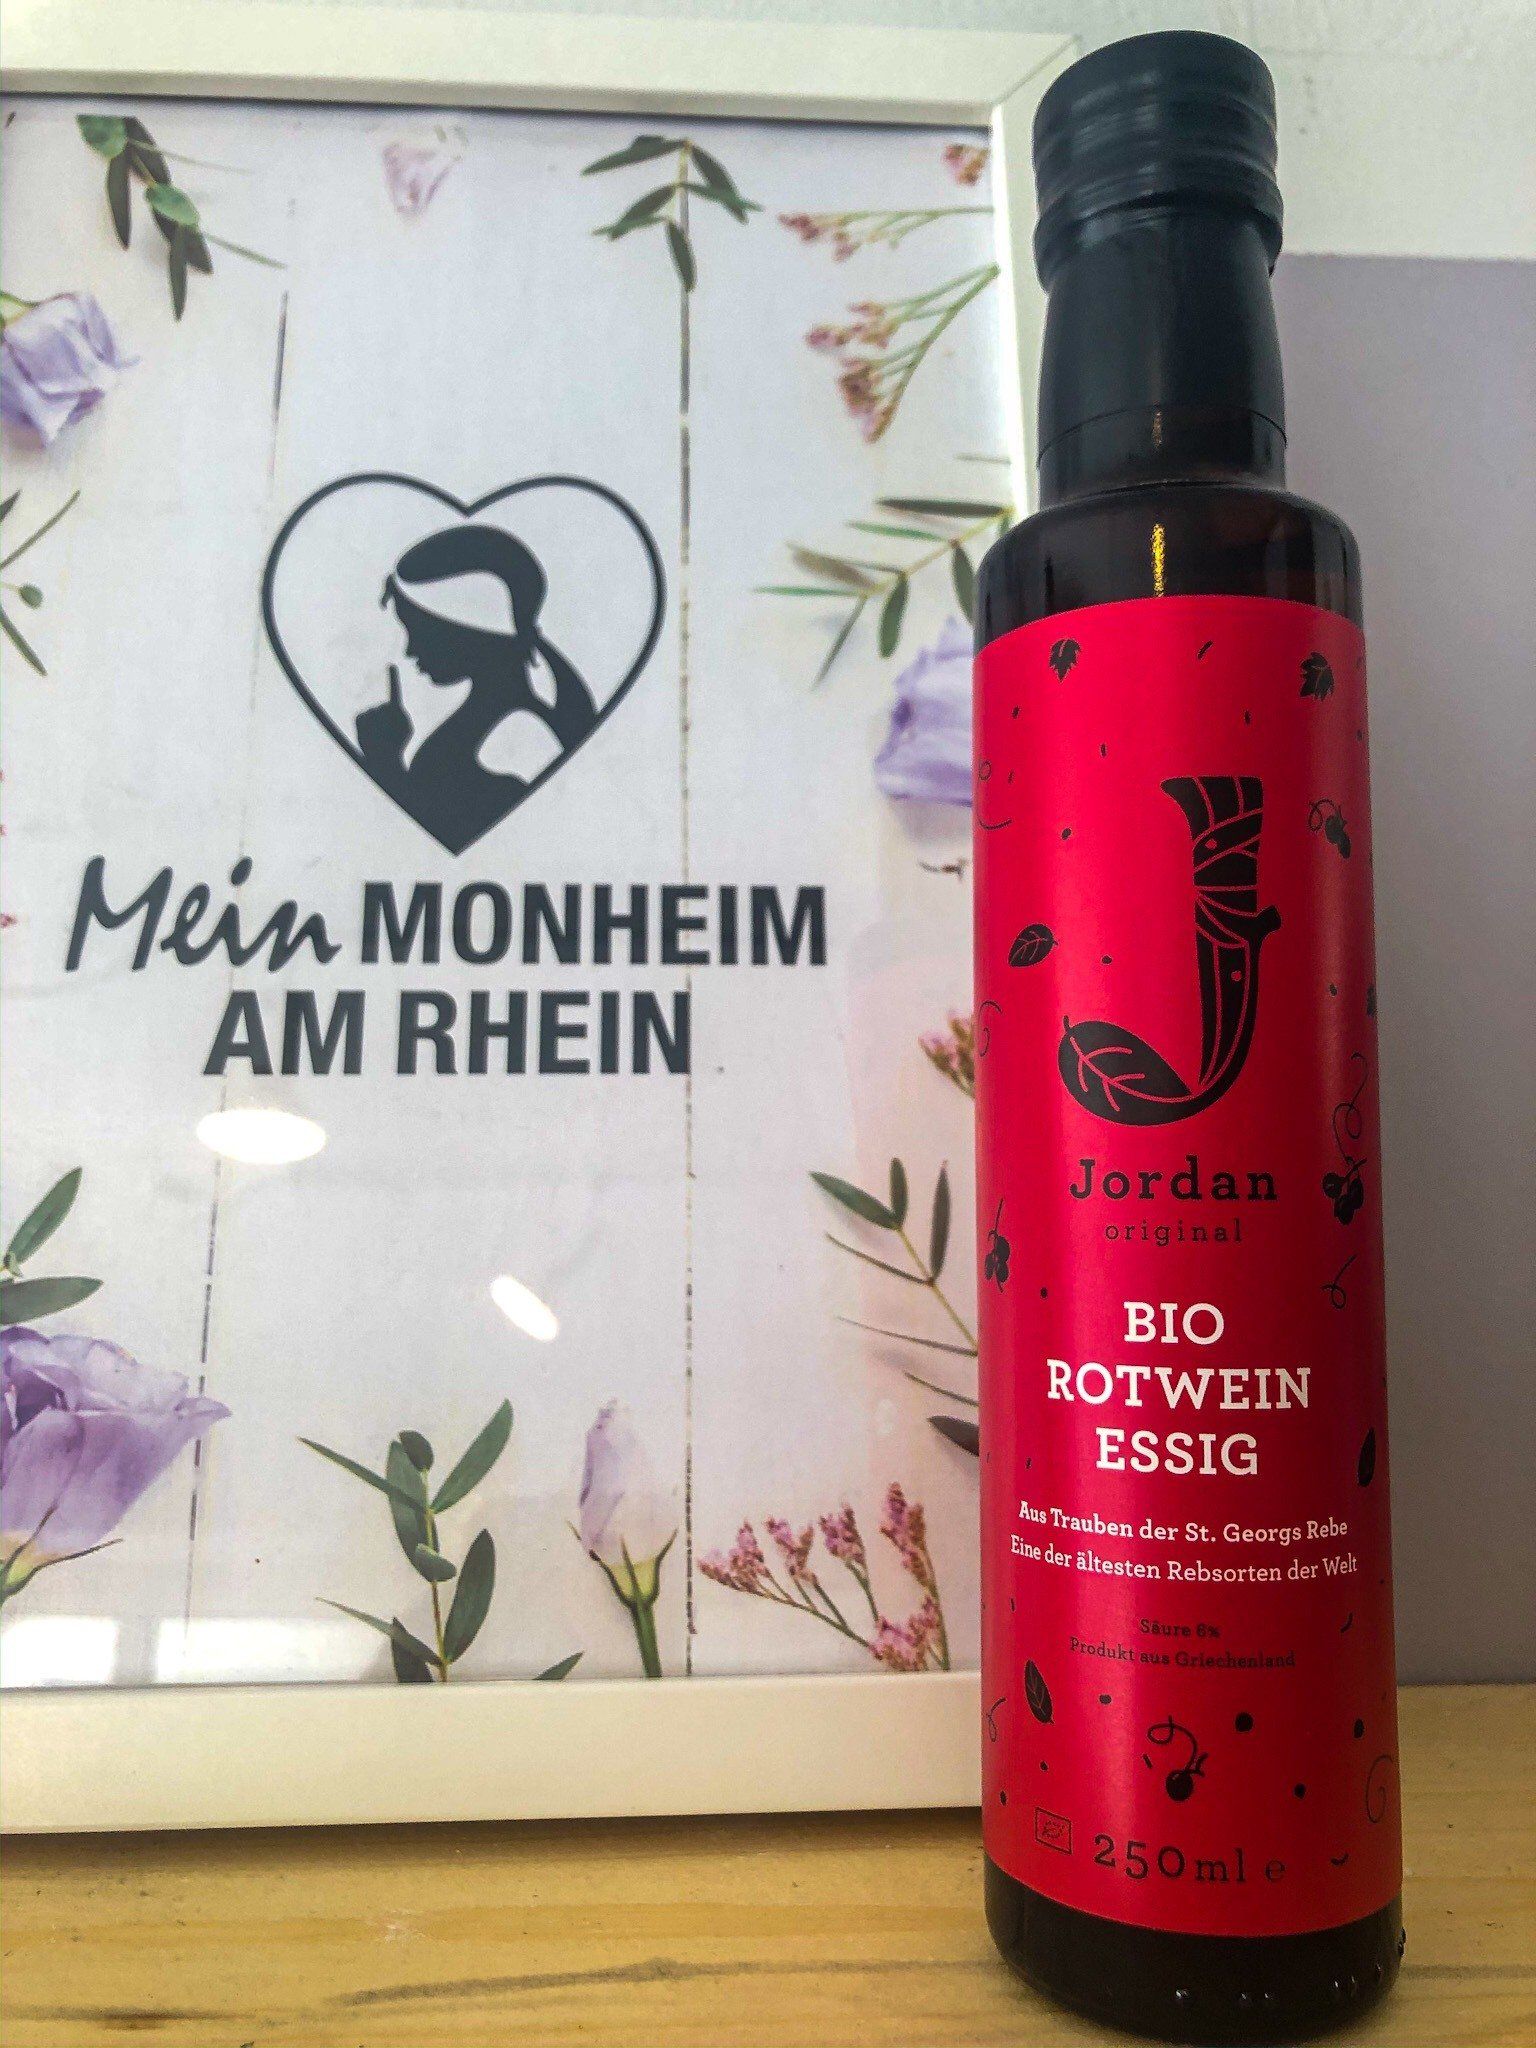 Mein MONHEIM
AM RHEIN
Jordan
original
BIO
ROTWEIN
ESSIG
Aus Trauben der St. Georgs Rebe
Eine der ältesten Rebsorten der Welt
Säure 6%
Produkt aus Griechenland
250ml e